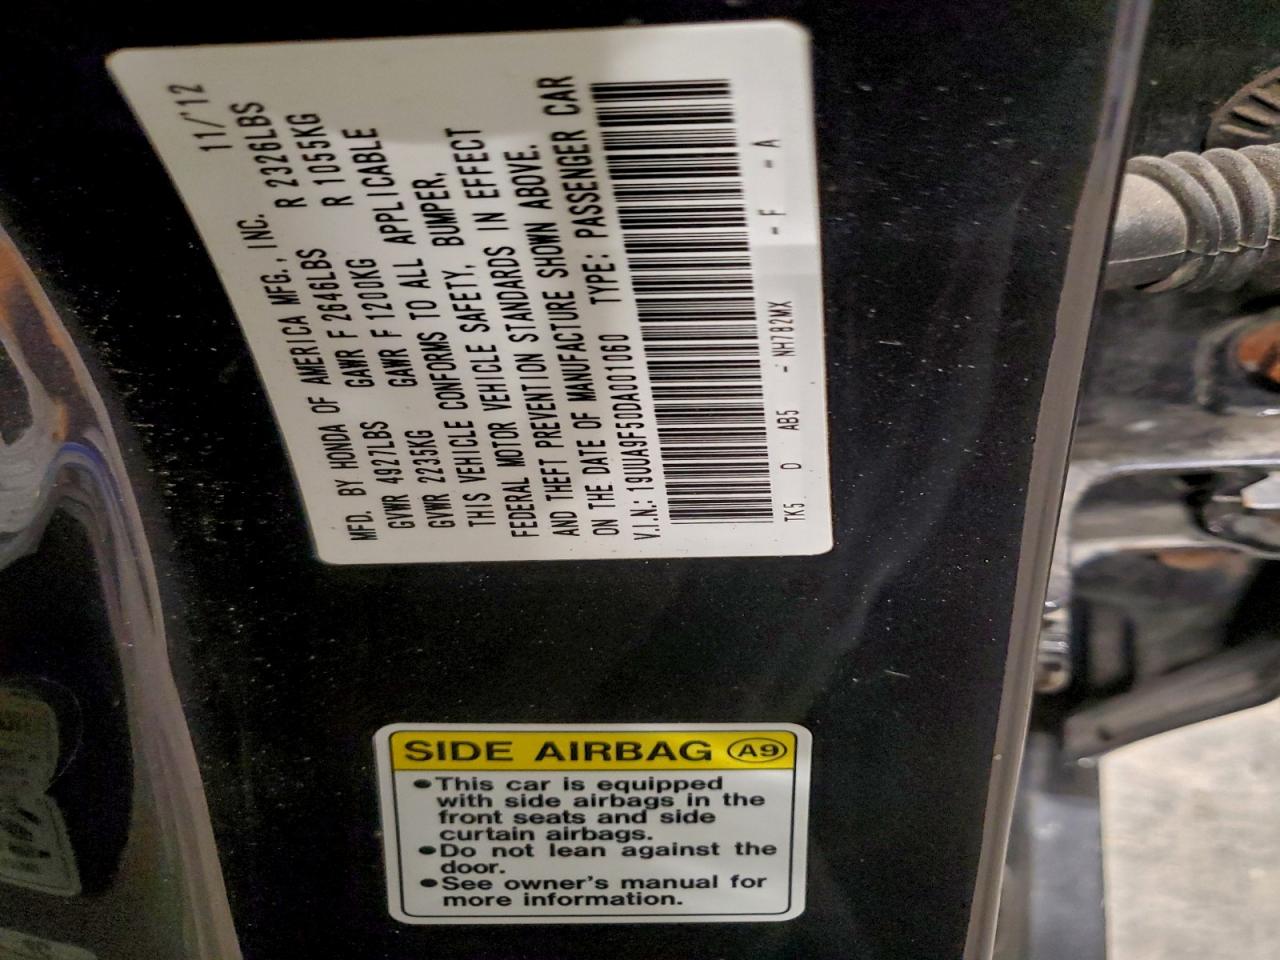 MFD. BY HONDA OF AMERICA MFG., INC. 11/'12
GVWR 4927LBS GAWR F 2646LBS R 2326LBS
GVWR 2235KG GAWR F 1200KG R 1055KG
THIS VEHICLE CONFORMS TO ALL APPLICABLE
FEDERAL MOTOR VEHICLE SAFETY, BUMPER,
AND THEFT PREVENTION STANDARDS IN EFFECT
ON THE DATE OF MANUFACTURE SHOWN ABOVE.
V.I.N.: 19UUA9F50DA001060 TYPE: PASSENGER CAR
TK5 D AB5 - NH782MX - F - A
SIDE AIRBAG A9
●This car is equipped
with side airbags in the
front seats and side
curtain airbags.
●Do not lean against the
door.
●See owner's manual for
more information.